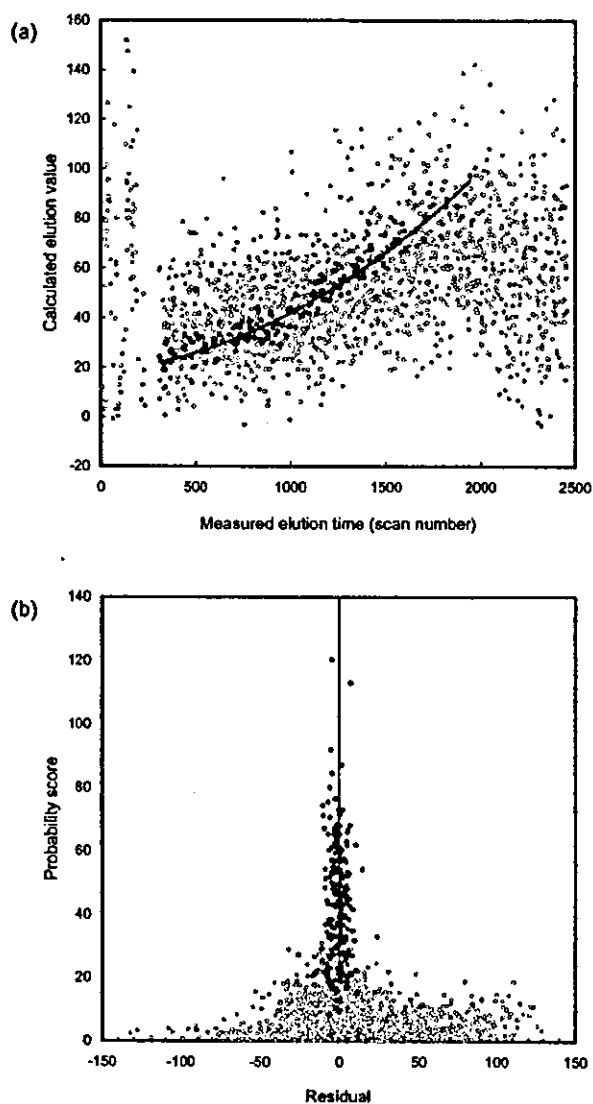 (a)
160
140
120
100
80
60
40
20
0
-20
Calculated elution value
0 500 1000 1500 2000 2500
Measured elution time (scan number)
(b)
140
120
100
80
60
40
20
0
Probability score
-150 -100 -50 0 50 100 150
Residual